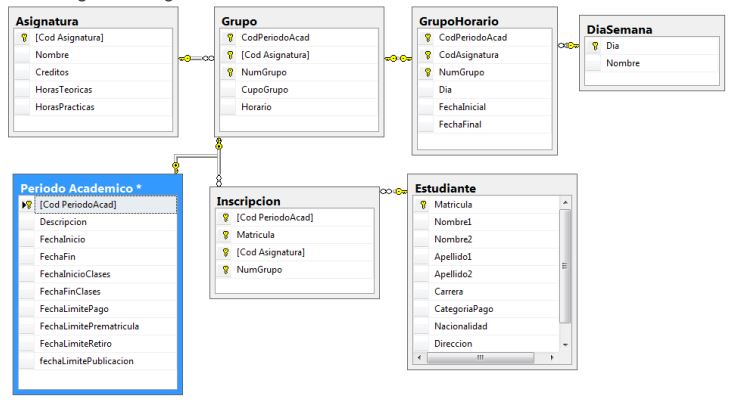 Asignatura
[Cod Asignatura]
Nombre
Creditos
HorasTeoricas
HorasPracticas
Grupo
CodPeriodoAcad
[Cod Asignatura]
NumGrupo
CupoGrupo
Horario
GrupoHorario
CodPeriodoAcad
CodAsignatura
NumGrupo
Dia
FechaInicial
FechaFinal
DiaSemana
Dia
Nombre
Periodo Academico *
[Cod PeriodoAcad]
Descripcion
FechaInicio
FechaFin
FechaInicioClases
FechaFinClases
FechaLimitePago
FechaLimitePrematricula
FechaLimiteRetiro
fechaLimitePublicacion
Inscripcion
[Cod PeriodoAcad]
Matricula
[Cod Asignatura]
NumGrupo
Estudiante
Matricula
Nombre1
Nombre2
Apellido1
Apellido2
Carrera
CategoriaPago
Nacionalidad
Direccion